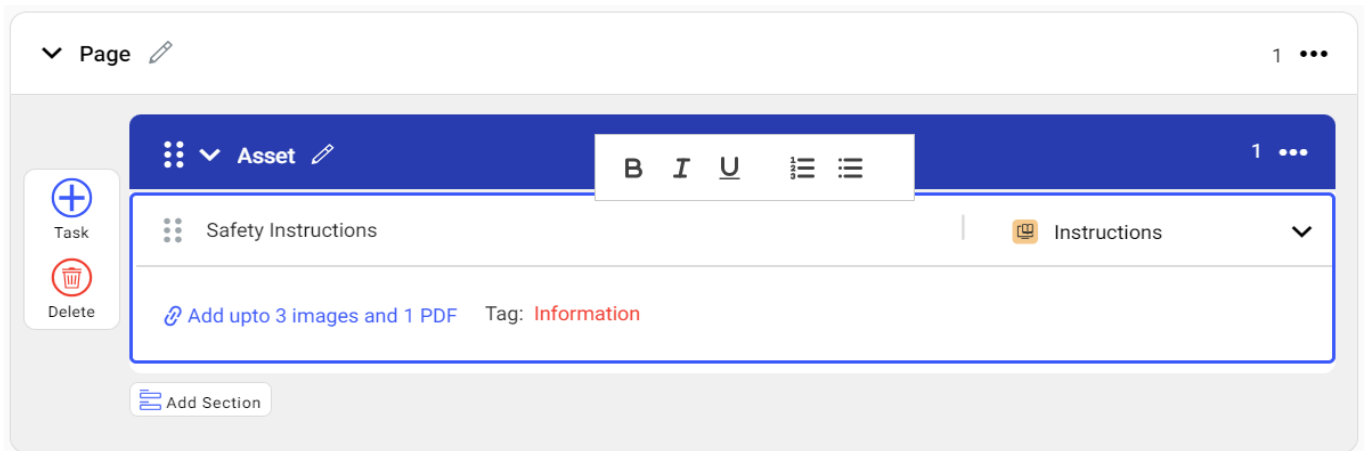 Page 1
Asset 1
B I U
Task
Safety Instructions Instructions
Delete
Add upto 3 images and 1 PDF Tag: Information
Add Section